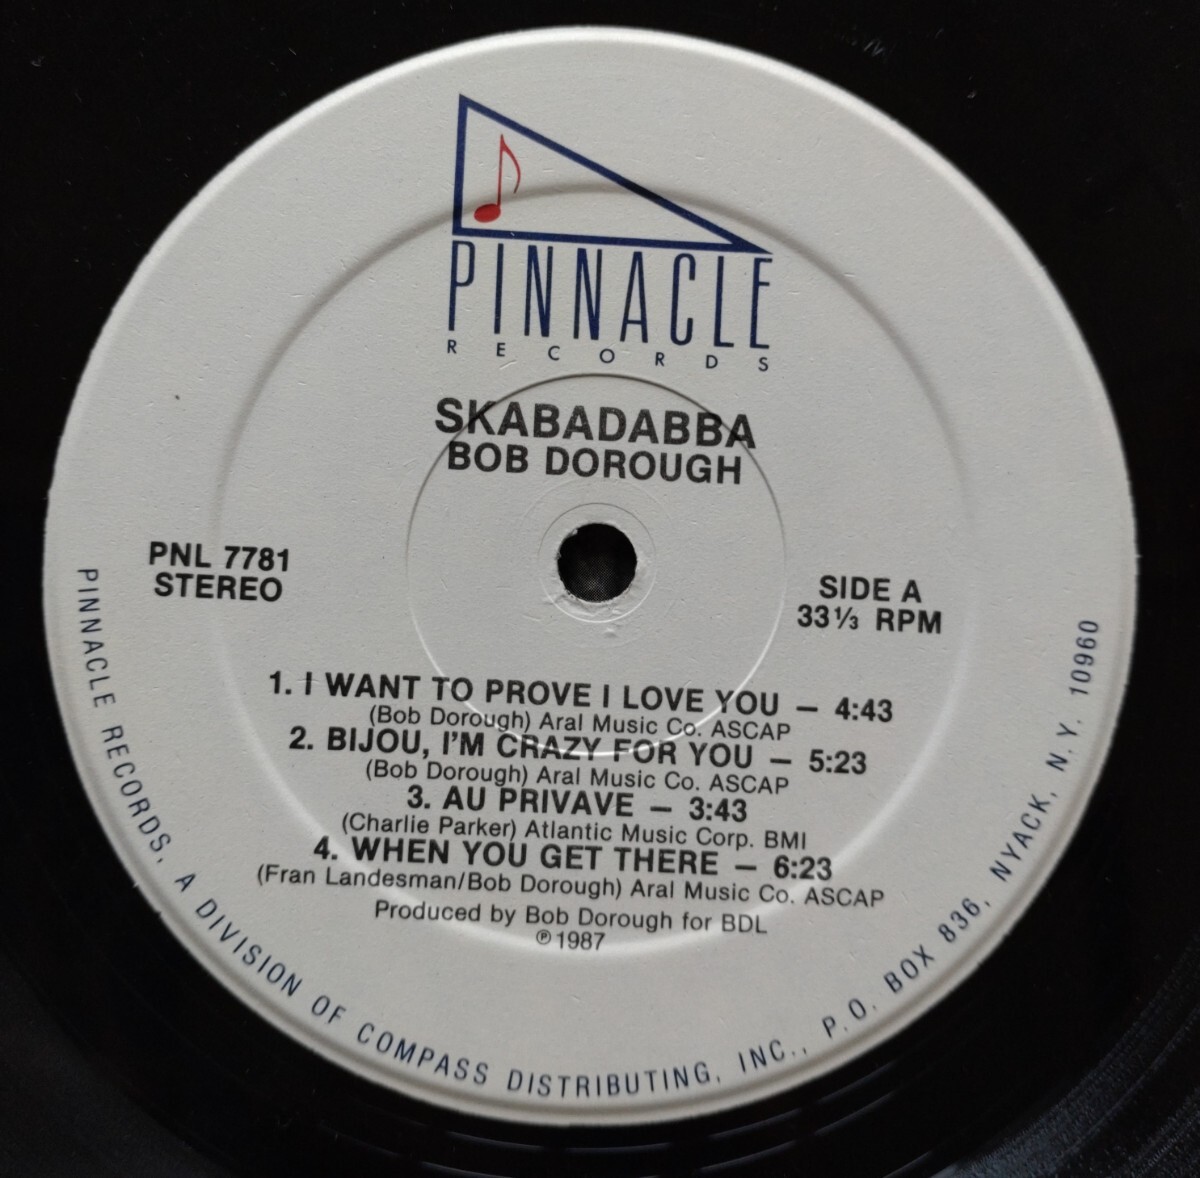 PINNACLE
RECORDS
SKABADABBA
BOB DOROUGH
PNL 7781
STEREO
SIDE A
33⅓ RPM
1. I WANT TO PROVE I LOVE YOU — 4:43
(Bob Dorough) Aral Music Co. ASCAP
2. BIJOU, I'M CRAZY FOR YOU — 5:23
(Bob Dorough) Aral Music Co. ASCAP
3. AU PRIVAVE — 3:43
(Charlie Parker) Atlantic Music Corp. BMI
4. WHEN YOU GET THERE — 6:23
(Fran Landesman/Bob Dorough) Aral Music Co. ASCAP
Produced by Bob Dorough for BDL
℗ 1987
PINNACLE RECORDS, A DIVISION OF COMPASS DISTRIBUTING, INC., P.O. BOX 836, NYACK, N.Y. 10960